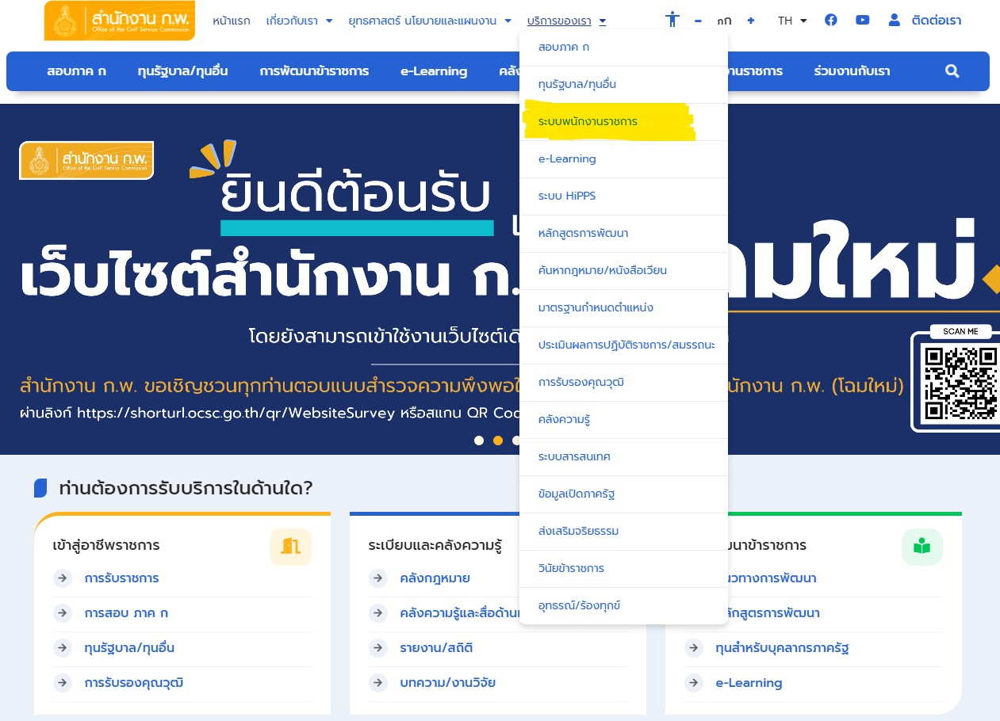 สำนักงาน ก.พ.
Office of the Civil Service Commission
หน้าแรก เกี่ยวกับเรา ยุทธศาสตร์ นโยบายและแผนงาน บริการของเรา - กก + TH ติดต่อเรา
สอบภาค ก ทุนรัฐบาล/ทุนอื่น การพัฒนาข้าราชการ e-Learning ร่วมงานกับเรา
สอบภาค ก
ทุนรัฐบาล/ทุนอื่น
ระบบพนักงานราชการ
e-Learning
ระบบ HiPPS
หลักสูตรการพัฒนา
ค้นหากฎหมาย/หนังสือเวียน
มาตรฐานกำหนดตำแหน่ง
ประเมินผลการปฏิบัติราชการ/สมรรถนะ
การรับรองคุณวุฒิ
คลังความรู้
ระบบสารสนเทศ
ข้อมูลเปิดภาครัฐ
ส่งเสริมจริยธรรม
วินัยข้าราชการ
อุทธรณ์/ร้องทุกข์
สำนักงาน ก.พ.
Office of the Civil Service Commission
ยินดีต้อนรับ
เว็บไซต์สำนักงาน ก. มใหม่
โดยยังสามารถเข้าใช้งานเว็บไซต์
SCAN ME
สำนักงาน ก.พ. ขอเชิญชวนทุกท่านตอบแบบสำรวจความพึง นักงาน ก.พ. (โฉมใหม่)
ผ่านลิงก์ https://shorturl.ocsc.go.th/qr/WebsiteSurvey หรือสแกน QR
ท่านต้องการรับบริการในด้านใด?
เข้าสู่อาชีพราชการ
การรับราชการ
การสอบ ภาค ก
ทุนรัฐบาล/ทุนอื่น
การรับรองคุณวุฒิ
ระเบียบและคลังความรู้
คลังกฎหมาย
คลังความรู้และสื่อด้าน
รายงาน/สถิติ
บทความ/งานวิจัย
นาข้าราชการ
วทางการพัฒนา
ลักสูตรการพัฒนา
ทุนสำหรับบุคลากรภาครัฐ
e-Learning